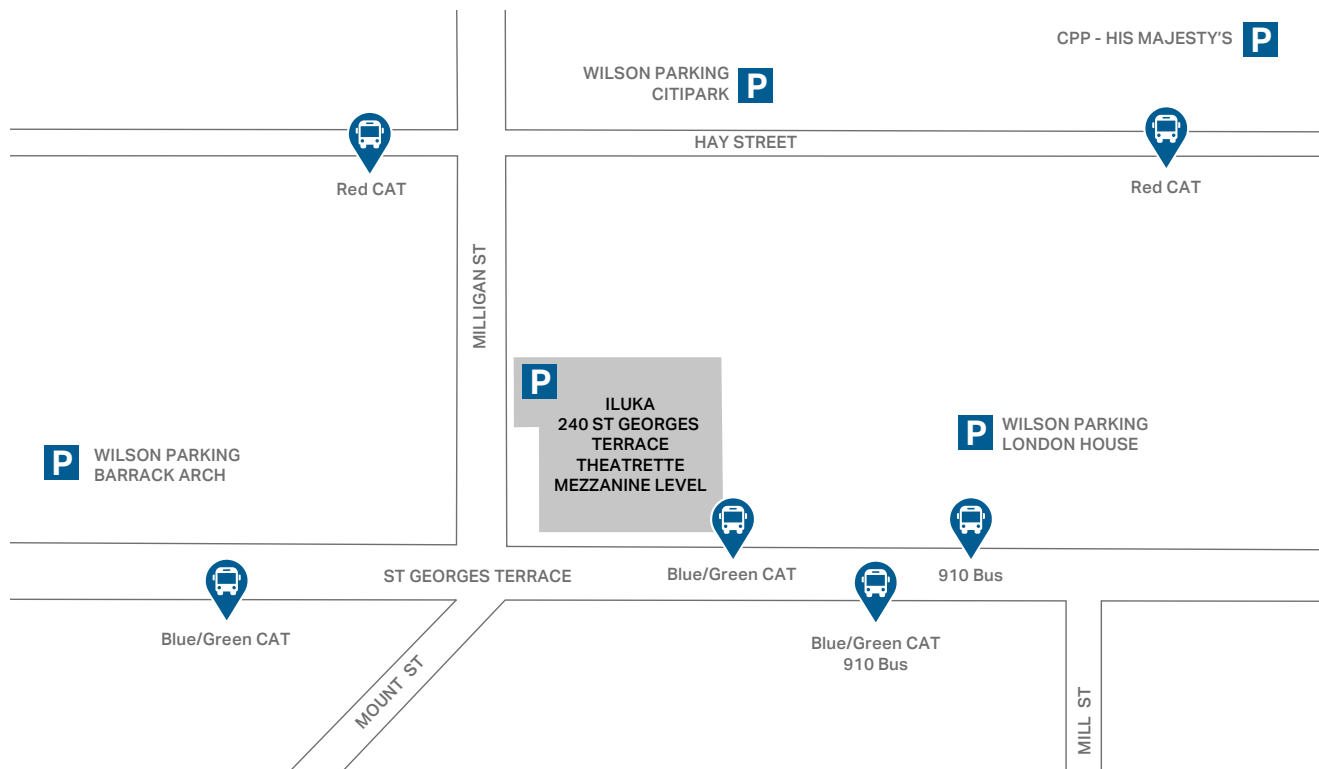 CPP - HIS MAJESTY'S P
WILSON PARKING
CITIPARK
P
HAY STREET
Red CAT
Red CAT
MILLIGAN ST
P
ILUKA
240 ST GEORGES
TERRACE
THEATRETTE
MEZZANINE LEVEL
P
WILSON PARKING
LONDON HOUSE
P
WILSON PARKING
BARRACK ARCH
ST GEORGES TERRACE
Blue/Green CAT
910 Bus
Blue/Green CAT
Blue/Green CAT
910 Bus
MOUNT ST
MILL ST